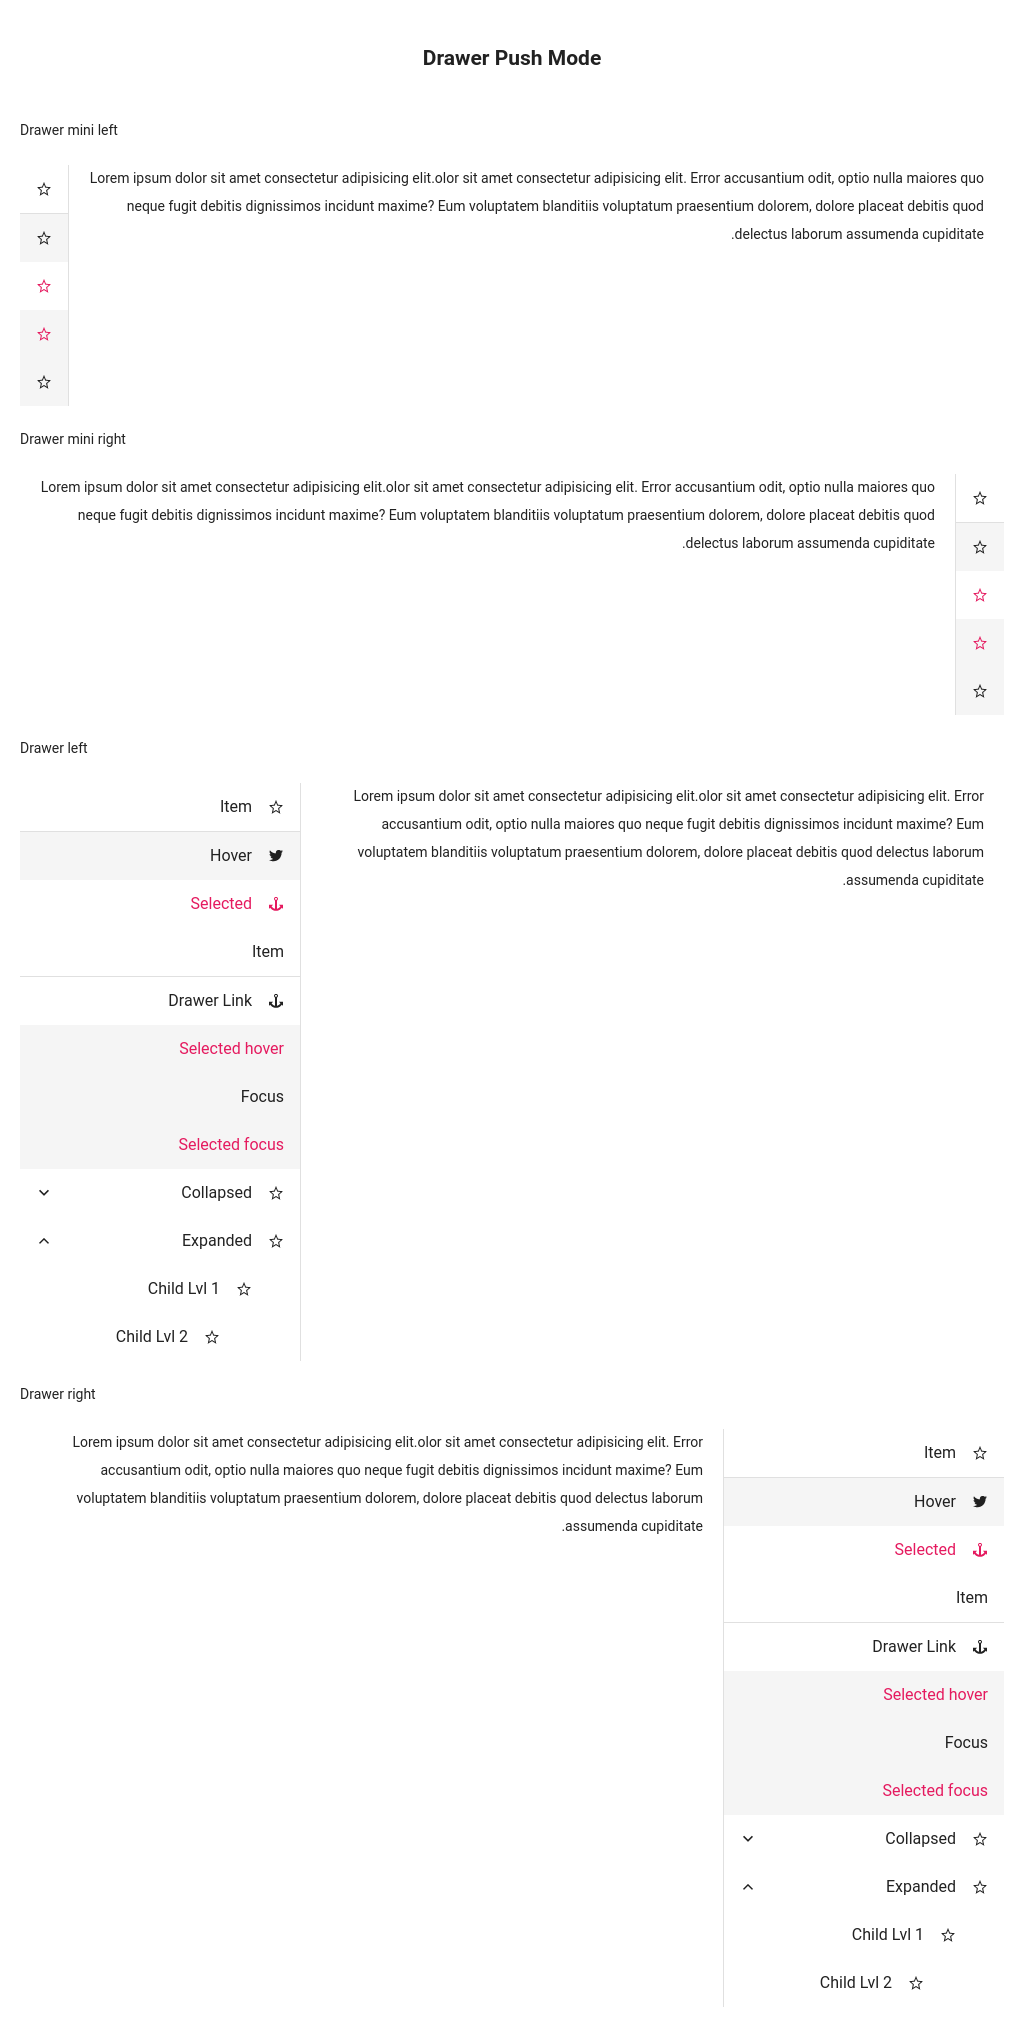 Drawer Push Mode
Drawer mini left
Lorem ipsum dolor sit amet consectetur adipisicing elit.olor sit amet consectetur adipisicing elit. Error accusantium odit, optio nulla maiores quo
neque fugit debitis dignissimos incidunt maxime? Eum voluptatem blanditiis voluptatum praesentium dolorem, dolore placeat debitis quod
.delectus laborum assumenda cupiditate
Drawer mini right
Lorem ipsum dolor sit amet consectetur adipisicing elit.olor sit amet consectetur adipisicing elit. Error accusantium odit, optio nulla maiores quo
neque fugit debitis dignissimos incidunt maxime? Eum voluptatem blanditiis voluptatum praesentium dolorem, dolore placeat debitis quod
.delectus laborum assumenda cupiditate
Drawer left
Item
Hover
Selected
Item
Drawer Link
Selected hover
Focus
Selected focus
Collapsed
Expanded
Child Lvl 1
Child Lvl 2
Lorem ipsum dolor sit amet consectetur adipisicing elit.olor sit amet consectetur adipisicing elit. Error
accusantium odit, optio nulla maiores quo neque fugit debitis dignissimos incidunt maxime? Eum
voluptatem blanditiis voluptatum praesentium dolorem, dolore placeat debitis quod delectus laborum
.assumenda cupiditate
Drawer right
Lorem ipsum dolor sit amet consectetur adipisicing elit.olor sit amet consectetur adipisicing elit. Error
accusantium odit, optio nulla maiores quo neque fugit debitis dignissimos incidunt maxime? Eum
voluptatem blanditiis voluptatum praesentium dolorem, dolore placeat debitis quod delectus laborum
.assumenda cupiditate
Item
Hover
Selected
Item
Drawer Link
Selected hover
Focus
Selected focus
Collapsed
Expanded
Child Lvl 1
Child Lvl 2